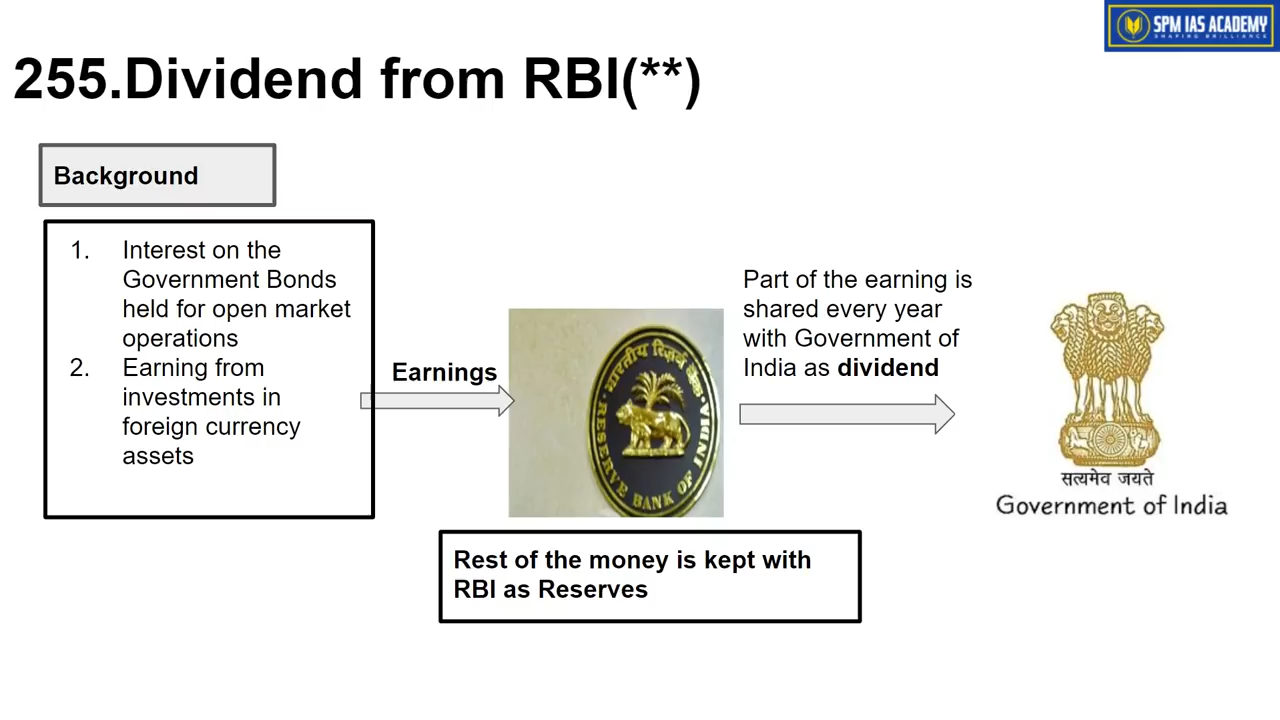 SPM IAS ACADEMY
SHAPING BRILLIANCE
255.Dividend from RBI(**)
Background
1. Interest on the
Government Bonds
held for open market
operations
2. Earning from
investments in
foreign currency
assets
Earnings
भारतीय रिज़र्व बैंक
RESERVE BANK OF INDIA
Part of the earning is
shared every year
with Government of
India as dividend
सत्यमेव जयते
Government of India
Rest of the money is kept with
RBI as Reserves